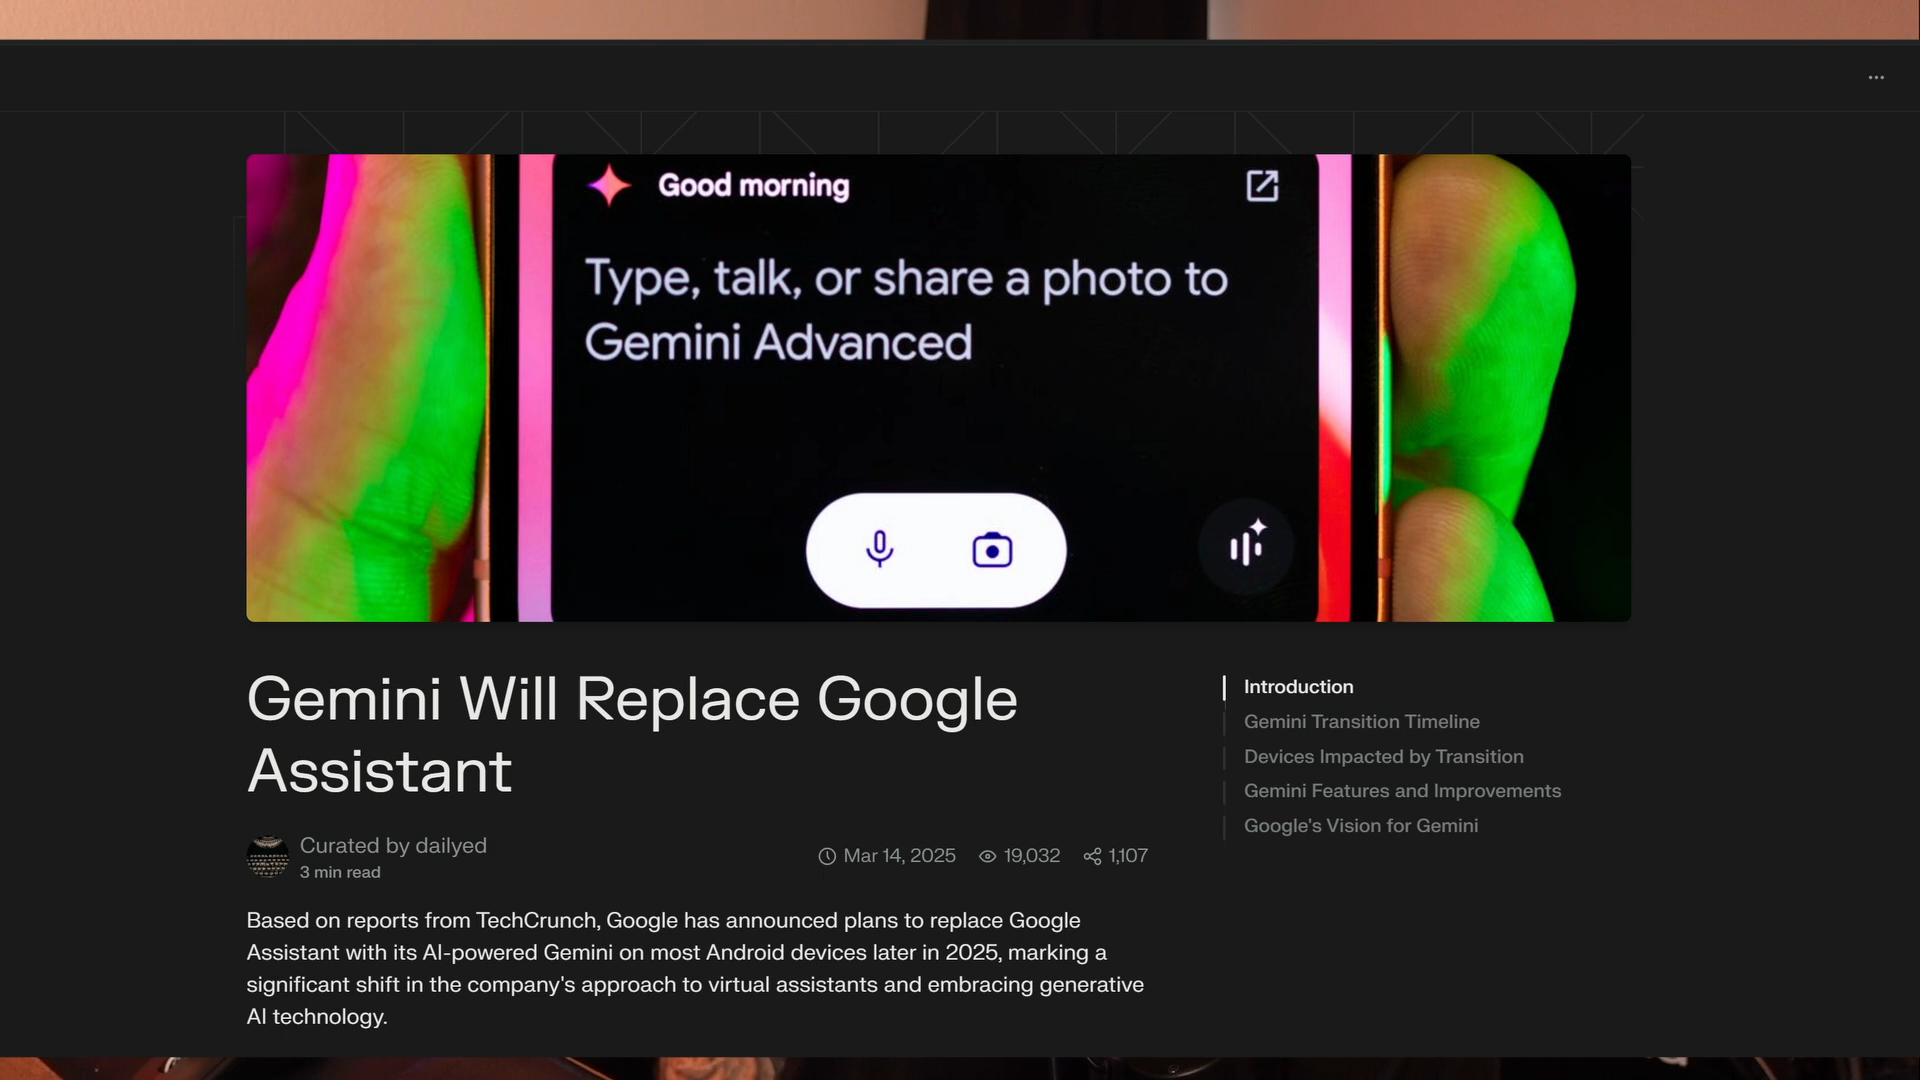 Good morning
Type, talk, or share a photo to
Gemini Advanced
Gemini Will Replace Google
Assistant
Curated by dailyed
3 min read
Mar 14, 2025
19,032
1,107
Based on reports from TechCrunch, Google has announced plans to replace Google
Assistant with its AI-powered Gemini on most Android devices later in 2025, marking a
significant shift in the company's approach to virtual assistants and embracing generative
AI technology.
Introduction
Gemini Transition Timeline
Devices Impacted by Transition
Gemini Features and Improvements
Google's Vision for Gemini